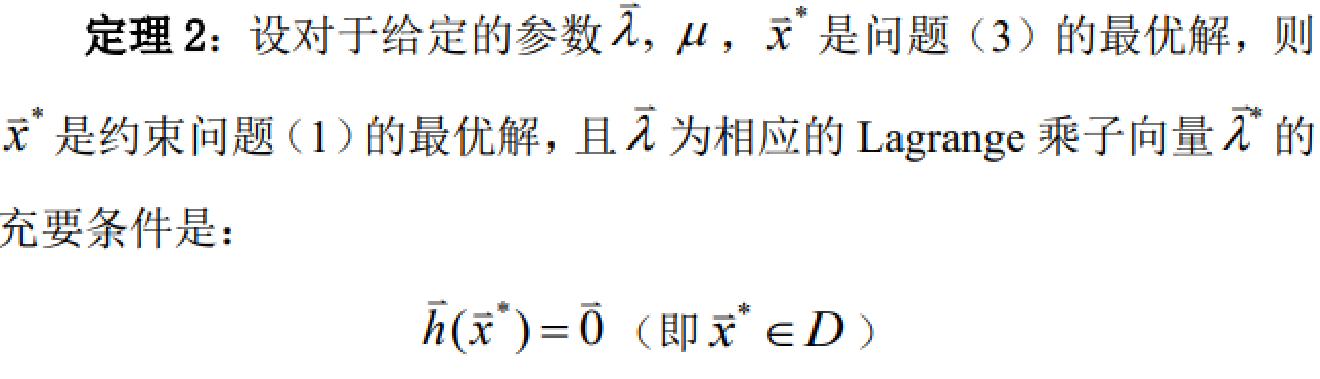 定理 2：设对于给定的参数 $\vec{\lambda}$, $\mu$，$\vec{x}^*$ 是问题（3）的最优解，则
$\vec{x}^*$ 是约束问题（1）的最优解，且 $\vec{\lambda}$ 为相应的 Lagrange 乘子向量 $\vec{\lambda}^*$ 的
充要条件是：
$\vec{h}(\vec{x}^*) = \vec{0}$（即 $\vec{x}^* \in D$）